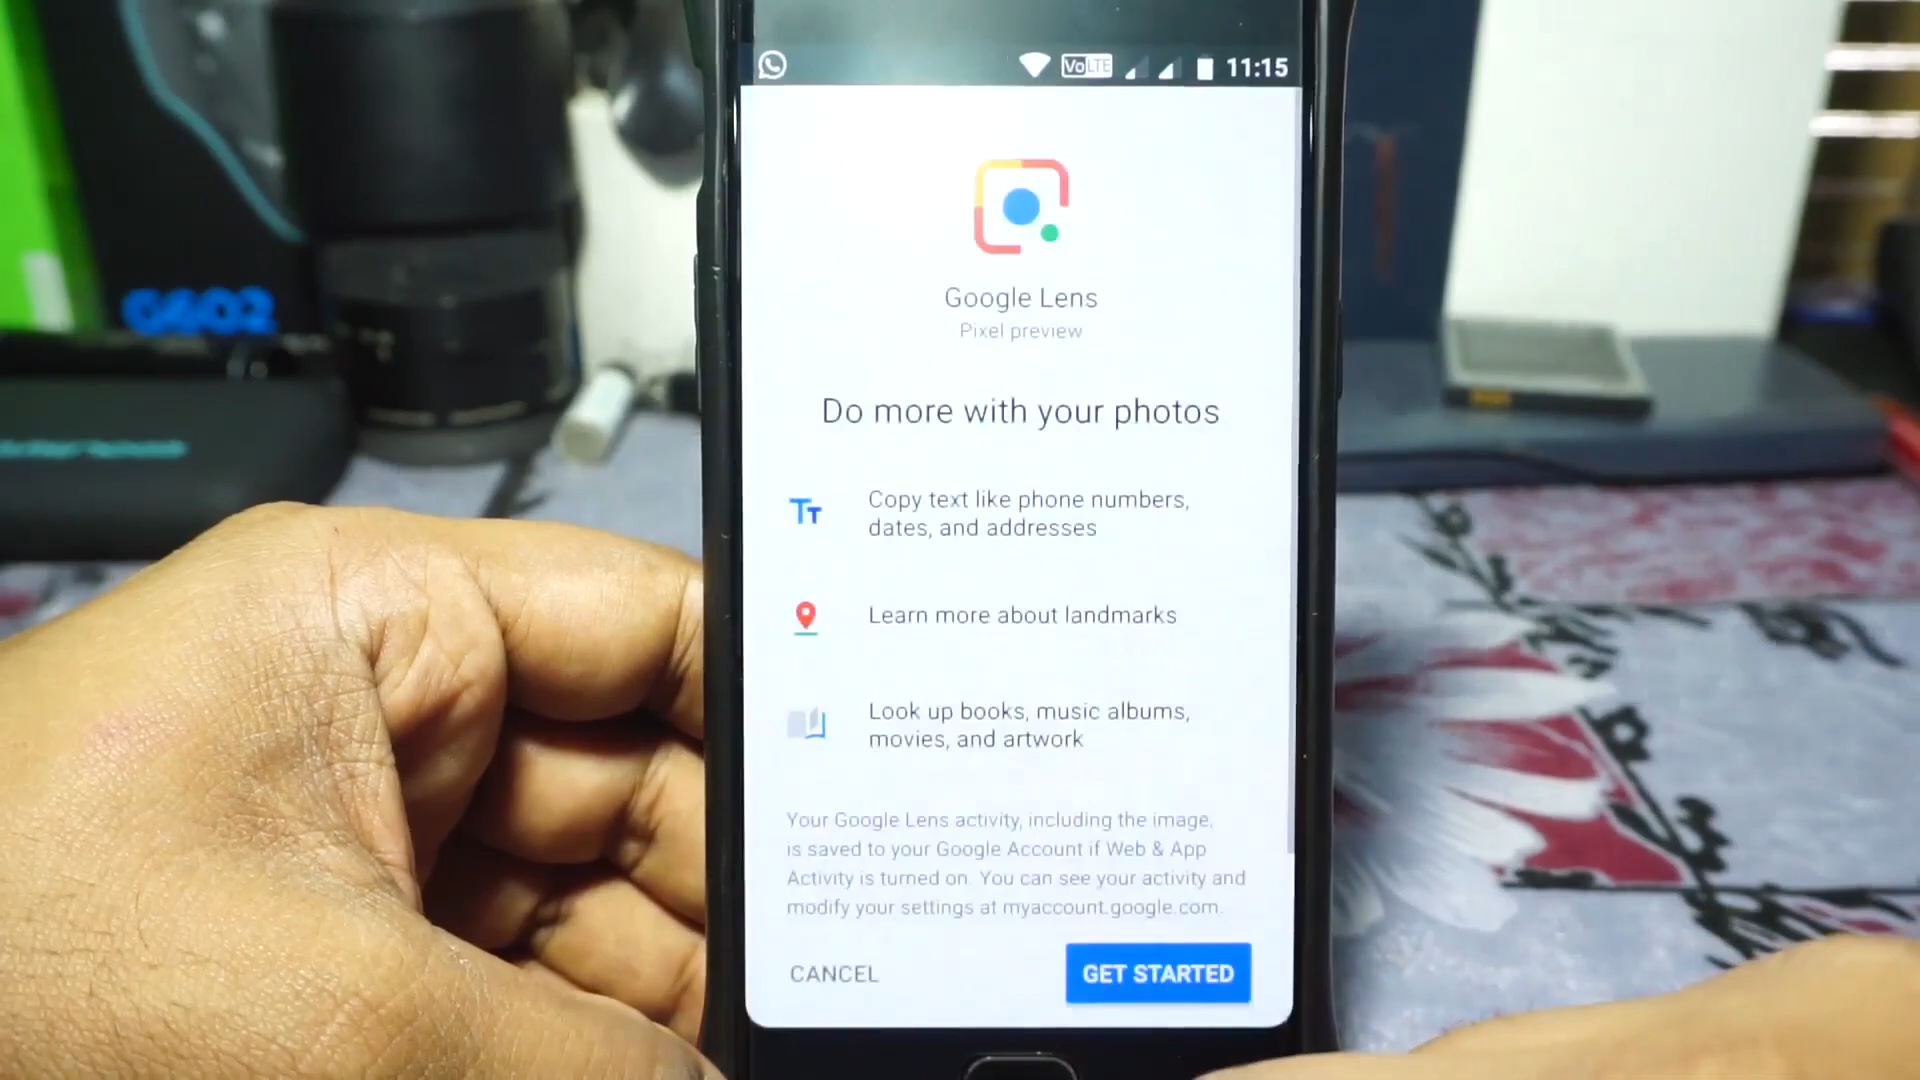 VoLTE 11:15
G602
Google Lens
Pixel preview
Do more with your photos
Copy text like phone numbers,
dates, and addresses
Learn more about landmarks
Look up books, music albums,
movies, and artwork
Your Google Lens activity, including the image,
is saved to your Google Account if Web & App
Activity is turned on. You can see your activity and
modify your settings at myaccount.google.com.
CANCEL
GET STARTED